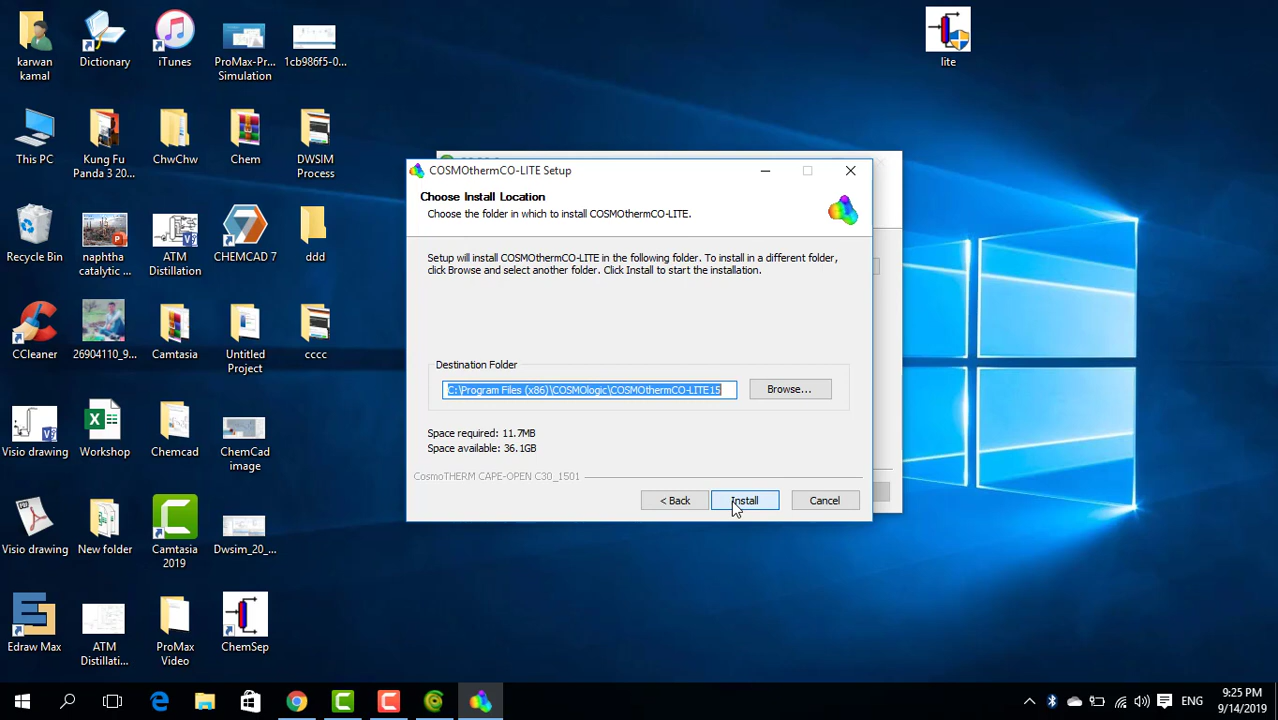 karwan
kamal
Dictionary
iTunes
ProMax-Pr...
Simulation
1cb986f5-0...
lite
This PC
Kung Fu
Panda 3 20...
ChwChw
Chem
DWSIM
Process
Recycle Bin
naphtha
catalytic ...
ATM
Distillation
CHEMCAD 7
ddd
CCleaner
26904110_9...
Camtasia
Untitled
Project
cccc
Visio drawing
Workshop
Chemcad
ChemCad
image
Visio drawing
New folder
Camtasia
2019
Dwsim_20_...
Edraw Max
ATM
Distillati...
ProMax
Video
ChemSep
COSMOthermCO-LITE Setup
Choose Install Location
Choose the folder in which to install COSMOthermCO-LITE.
Setup will install COSMOthermCO-LITE in the following folder. To install in a different folder,
click Browse and select another folder. Click Install to start the installation.
Destination Folder
C:\Program Files (x86)\COSMOlogic\COSMOthermCO-LITE15
Browse...
Space required: 11.7MB
Space available: 36.1GB
CosmoTHERM CAPE-OPEN C30_1501
< Back
Install
Cancel
ENG
9:25 PM
9/14/2019